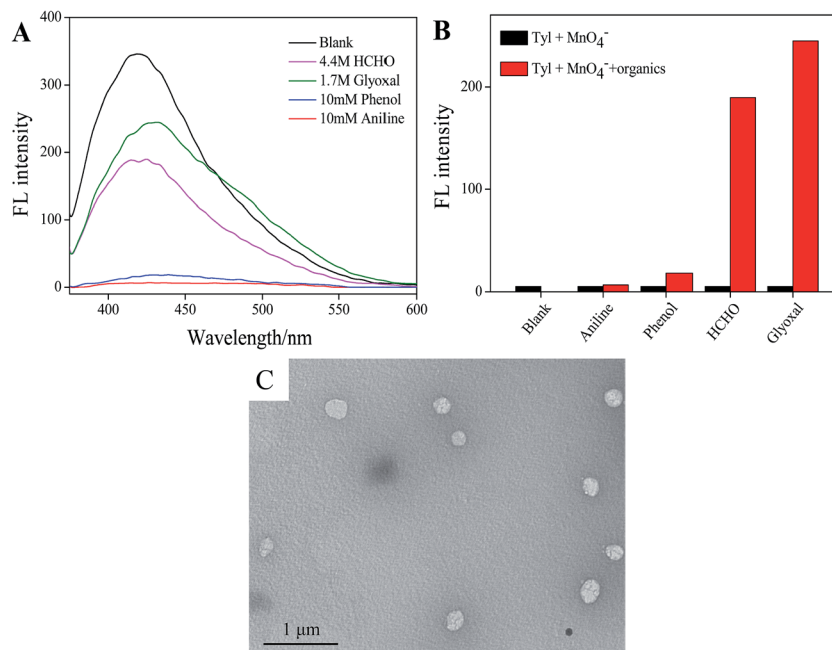 A
400
300
200
100
0
FL intensity
Blank
4.4M HCHO
1.7M Glyoxal
10mM Phenol
10mM Aniline
400 450 500 550 600
Wavelength/nm
B
200
100
0
FL intensity
Tyl + MnO₄⁻
Tyl + MnO₄⁻+organics
Blank Aniline Phenol HCHO Glyoxal
C
1 μm